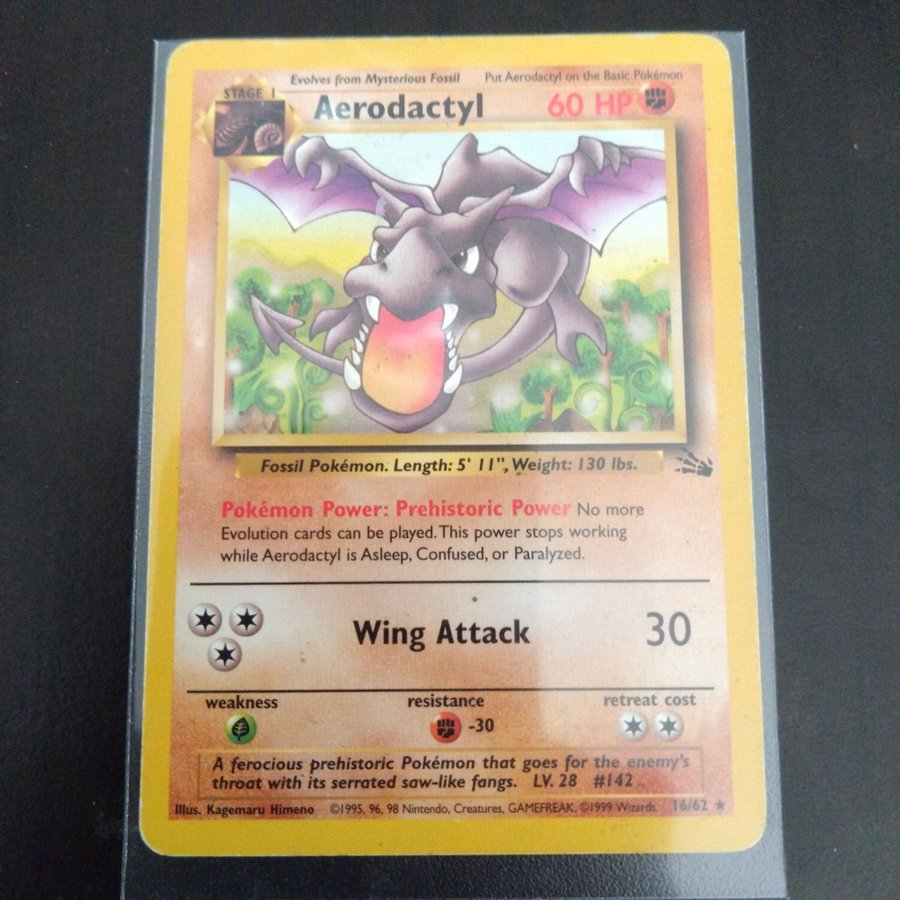 Evolves from Mysterious Fossil Put Aerodactyl on the Basic Pokémon
STAGE 1
Aerodactyl 60 HP
Fossil Pokémon. Length: 5' 11", Weight: 130 lbs.
Pokémon Power: Prehistoric Power No more
Evolution cards can be played. This power stops working
while Aerodactyl is Asleep, Confused, or Paralyzed.
Wing Attack 30
weakness resistance retreat cost
-30
A ferocious prehistoric Pokémon that goes for the enemy's
throat with its serrated saw-like fangs. LV. 28 #142
Illus. Kagemaru Himeno ©1995, 96, 98 Nintendo, Creatures, GAMEFREAK. ©1999 Wizards. 16/62 ★